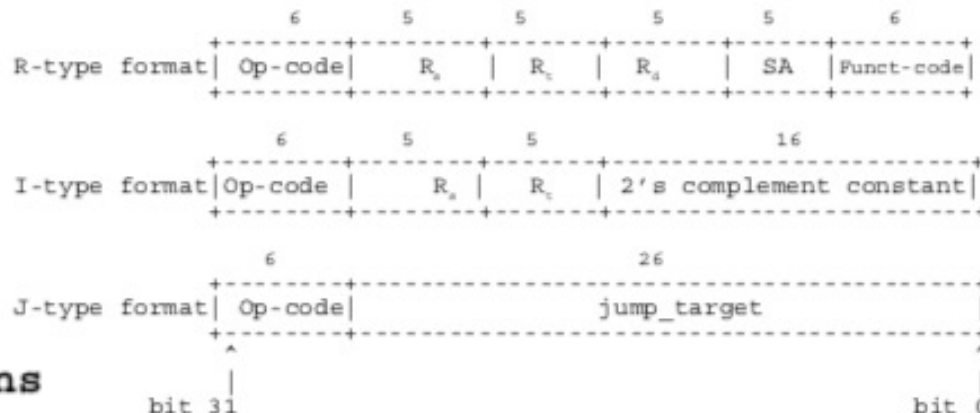 6 5 5 5 5 6
R-type format| Op-code| Rs | Rt | Rd | SA |Funct-code|
6 5 5 16
I-type format|Op-code | Rs | Rt | 2's complement constant|
6 26
J-type format| Op-code| jump_target
^
ns |
bit 31 bit